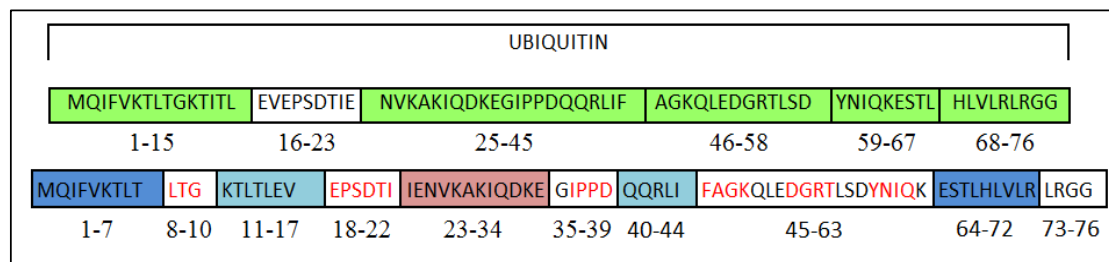 UBIQUITIN
MQIFVKTLTGKTITL EVEPSDTIE NVKAKIQDKEGIPPDQQRLIF AGKQLEDGRTLSD YNIQKESTL HLVLRLRGG
1-15 16-23 25-45 46-58 59-67 68-76
MQIFVKTLT LTG KTLTLEV EPSDTI IENVKAKIQDKE GIPPD QQRLI FAGKQLEDGRTLSDYNIQK ESTLHLVLR LRGG
1-7 8-10 11-17 18-22 23-34 35-39 40-44 45-63 64-72 73-76